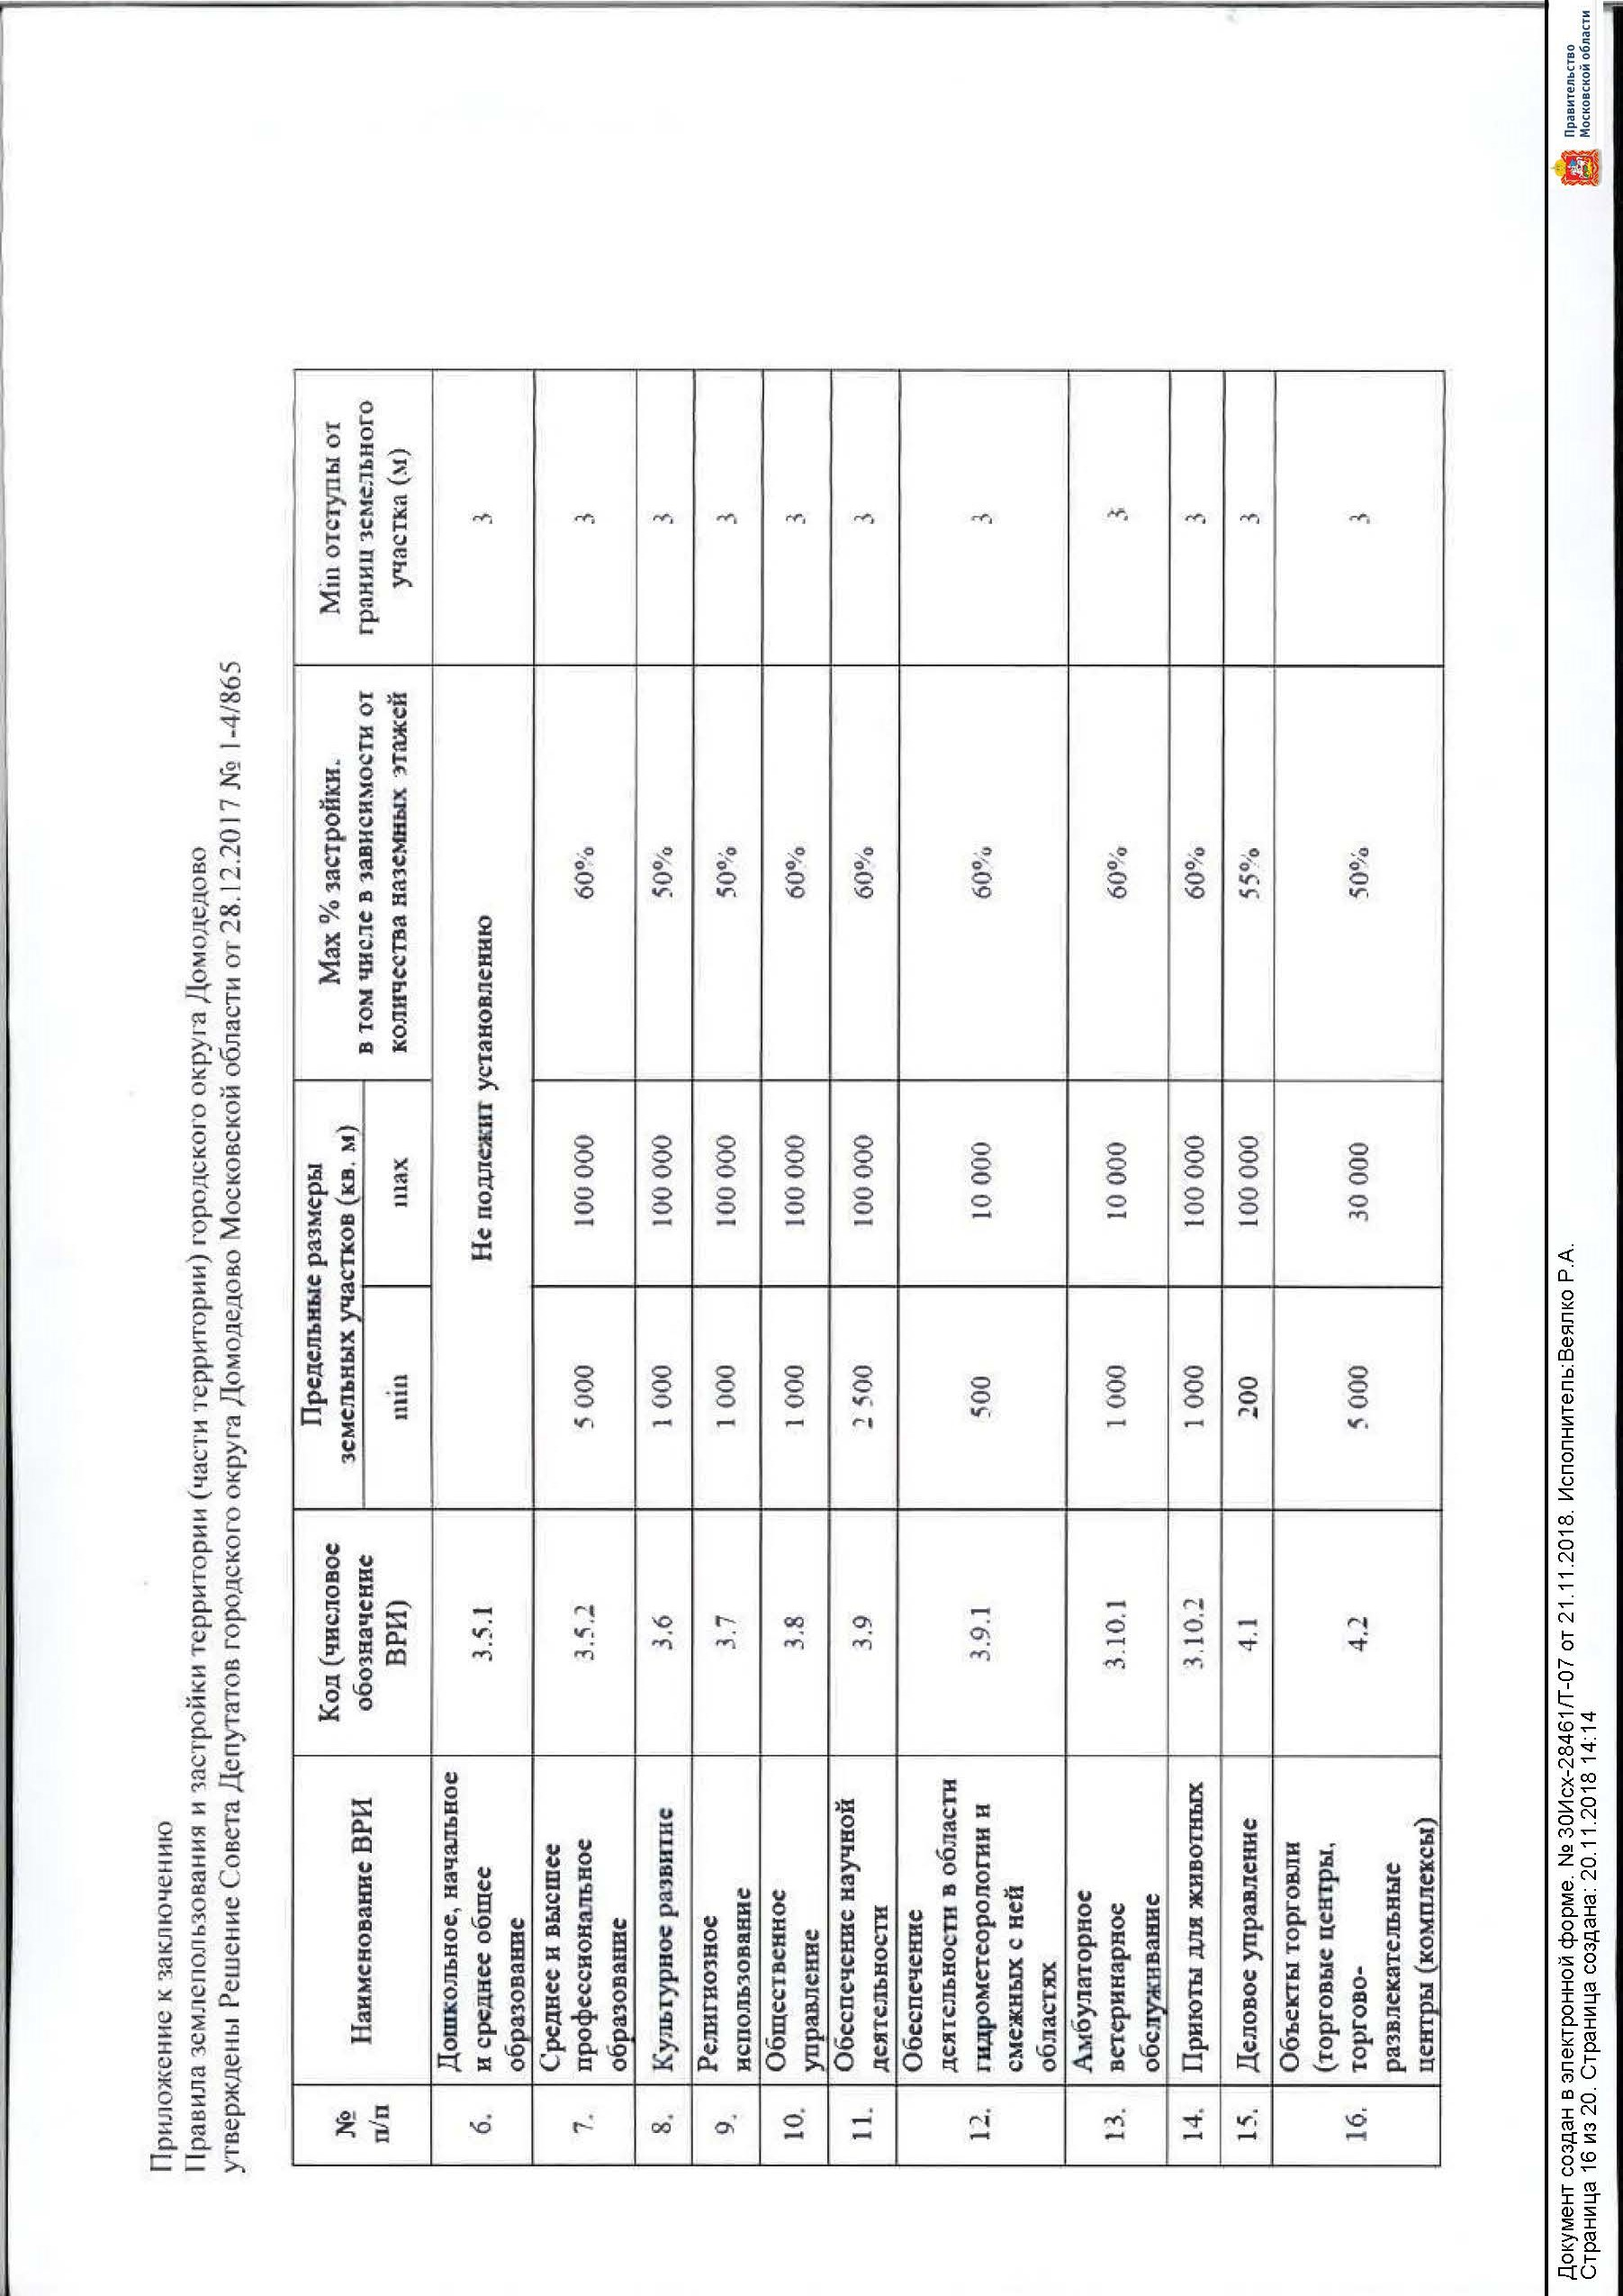 Приложение к заключению
Правила землепользования и застройки территории (части территории) городского округа Домодедово
утверждены Решение Совета Депутатов городского округа Домодедово Московской области от 28.12.2017 № 1-4/865
№
п/п
Наименование ВРИ
Код (числовое
обозначение
ВРИ)
Предельные размеры
земельных участков (кв. м)
min
max
Max % застройки.
в том числе в зависимости от
количества наземных этажей
Min отступы от
границ земельного
участка (м)
6.
Дошкольное, начальное
и среднее общее
образование
3.5.1
Не подлежит установлению
3
7.
Среднее и высшее
профессиональное
образование
3.5.2
5 000
100 000
60%
3
8.
Культурное развитие
3.6
1 000
100 000
50%
3
9.
Религиозное
использование
3.7
1 000
100 000
50%
3
10.
Общественное
управление
3.8
1 000
100 000
60%
3
11.
Обеспечение научной
деятельности
3.9
2 500
100 000
60%
3
12.
Обеспечение
деятельности в области
гидрометеорологии и
смежных с ней
областях
3.9.1
500
10 000
60%
3
13.
Амбулаторное
ветеринарное
обслуживание
3.10.1
1 000
10 000
60%
3
14.
Приюты для животных
3.10.2
1 000
100 000
60%
3
15.
Деловое управление
4.1
200
100 000
55%
3
16.
Объекты торговли
(торговые центры,
торгово-
развлекательные
центры (комплексы)
4.2
5 000
30 000
50%
3
Документ создан в электронной форме. № 30Исх-28461/Т-07 от 21.11.2018. Исполнитель:Веялко Р.А.
Страница 16 из 20. Страница создана: 20.11.2018 14:14
Правительство
Московской области